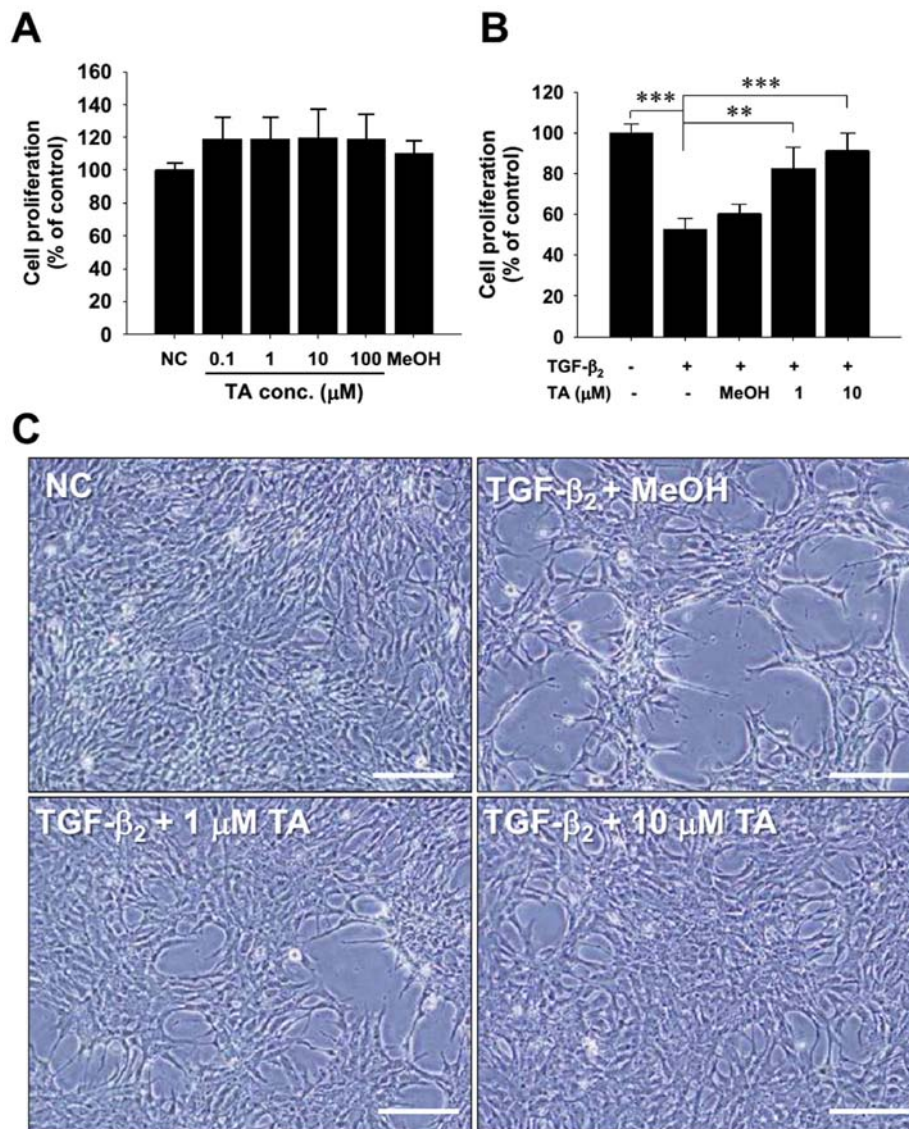 A
Cell proliferation
(% of control)
160
140
120
100
80
60
40
20
0
NC 0.1 1 10 100 MeOH
TA conc. (μM)
B
Cell proliferation
(% of control)
120
100
80
60
40
20
0
***
***
**
TGF-β₂ - + + + +
TA (μM) - - MeOH 1 10
C
NC
TGF-β₂ + MeOH
TGF-β₂ + 1 μM TA
TGF-β₂ + 10 μM TA